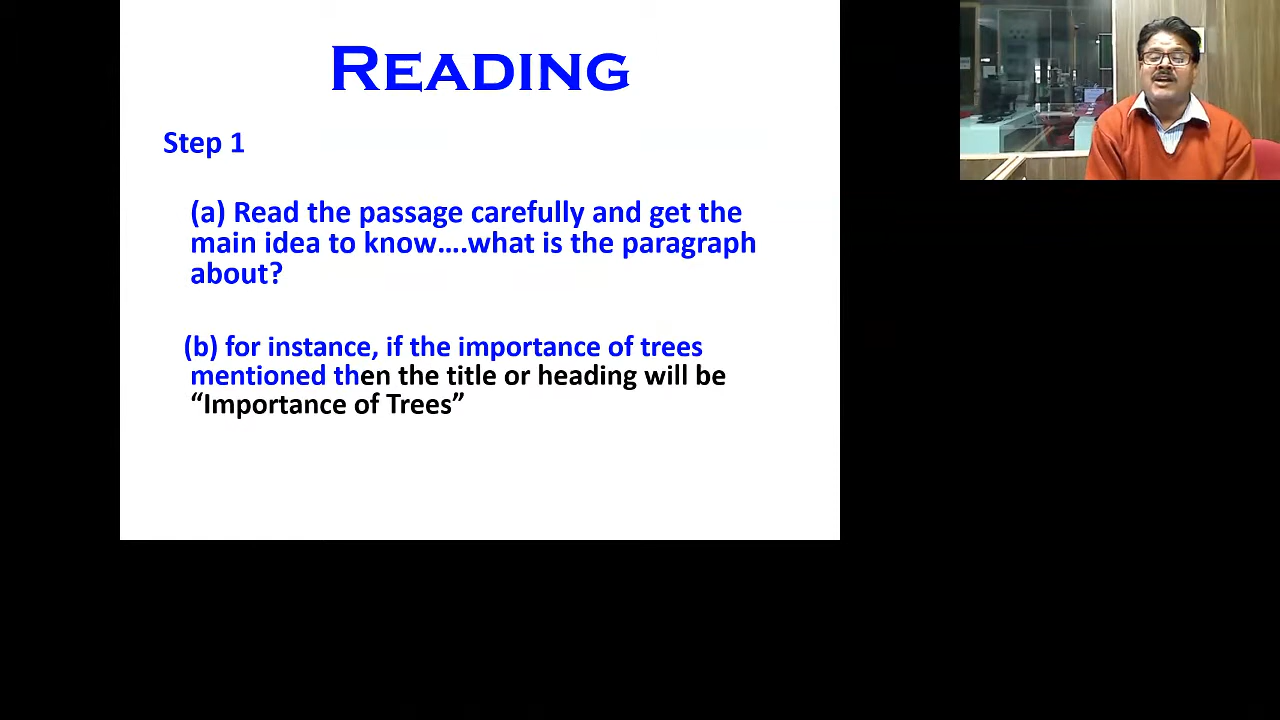 READING
Step 1
(a) Read the passage carefully and get the
main idea to know....what is the paragraph
about?
(b) for instance, if the importance of trees
mentioned then the title or heading will be
“Importance of Trees”